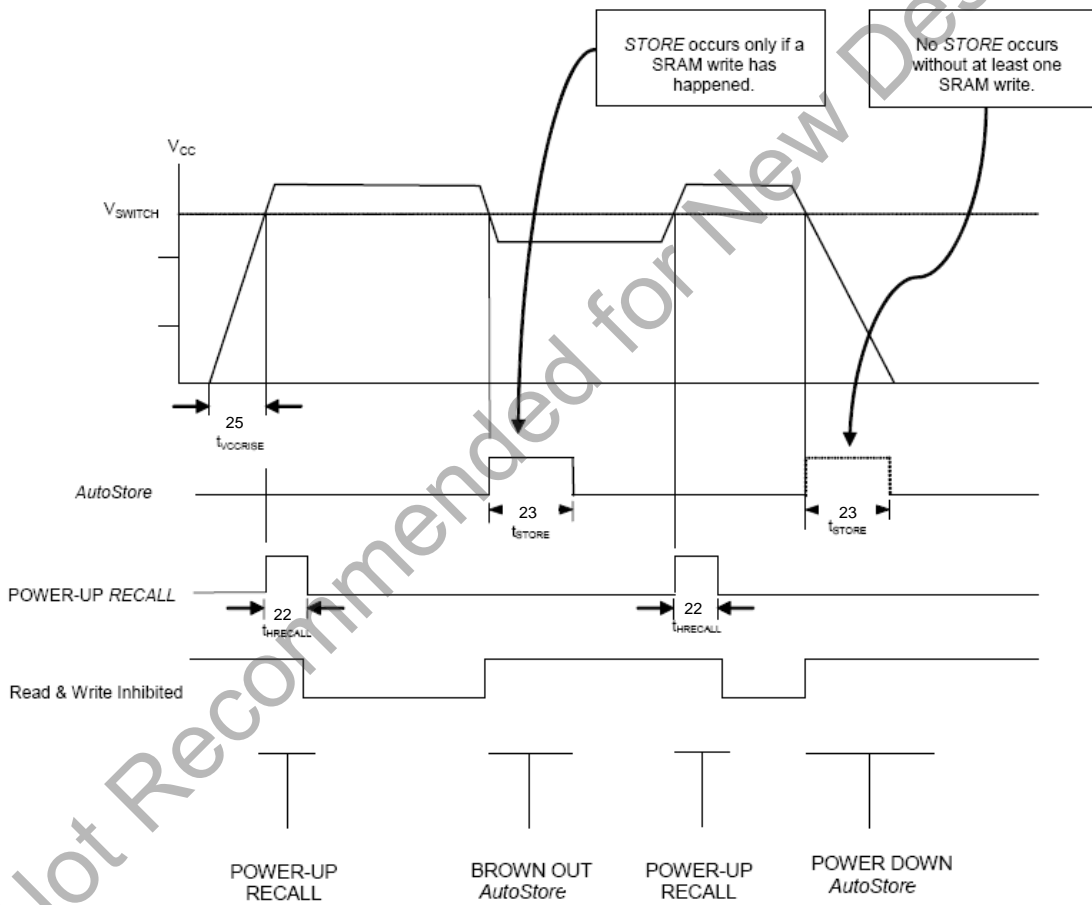 STORE occurs only if a
SRAM write has
happened.
No STORE occurs
without at least one
SRAM write.
VCC
VSWITCH
25
tVCCRISE
AutoStore
23
tSTORE
23
tSTORE
POWER-UP RECALL
22
tHRECALL
22
tHRECALL
Read & Write Inhibited
POWER-UP
RECALL
BROWN OUT
AutoStore
POWER-UP
RECALL
POWER DOWN
AutoStore
lot Recommended for New Des